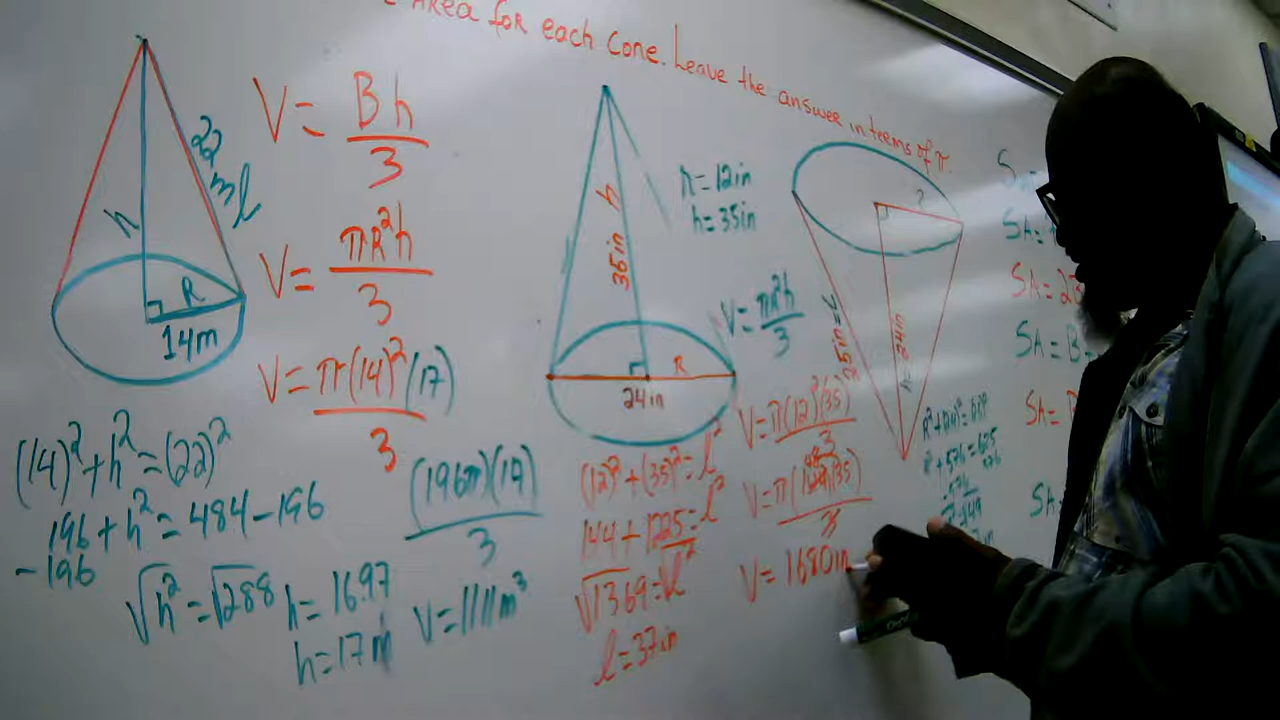 Area for each Cone. Leave the answer in terms of π.
h
22 m l
R
14m
V = Bh/3
V = πR²h/3
V = π(14)²(17)/3
(14)² + h² = (22)²
196 + h² = 484 - 196
-196
√h² = √288
h = 16.97
h = 17 m
(196π)(17)/3
V = 1111m³
h
35in
R
24in
r = 12in
h = 35in
V = πr²h/3
(12)² + (35)² = l²
144 + 1225 = l²
√1369 = √l²
l = 37in
V = π(12)²(35)/3
V = 1680in
?
h = 24in
SA =
SA = B
SA =
SA